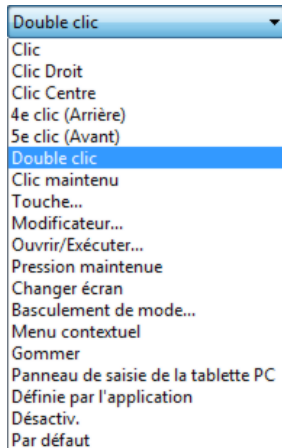 Double clic
Clic
Clic Droit
Clic Centre
4e clic (Arrière)
5e clic (Avant)
Double clic
Clic maintenu
Touche...
Modificateur...
Ouvrir/Exécuter...
Pression maintenue
Changer écran
Basculement de mode...
Menu contextuel
Gommer
Panneau de saisie de la tablette PC
Définie par l'application
Désactiv.
Par défaut